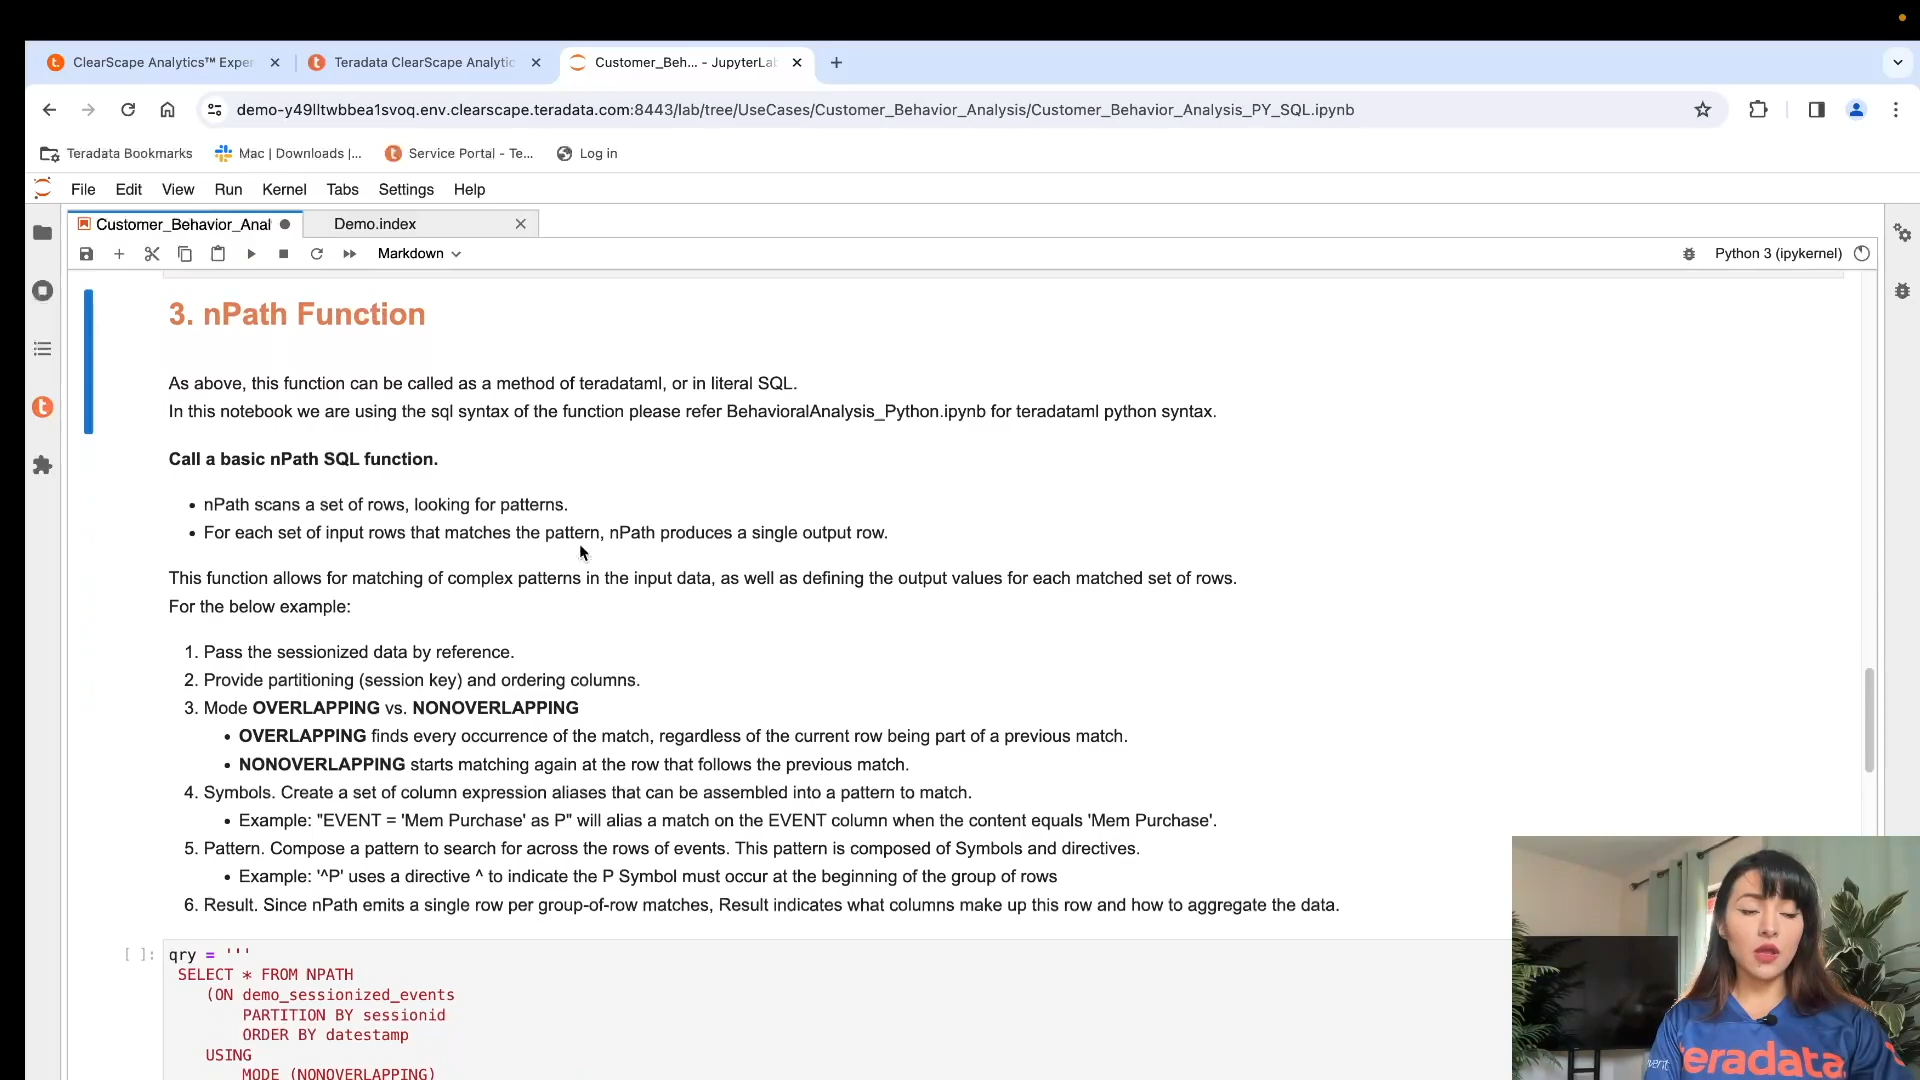 ClearScape Analytics™ Exper
Teradata ClearScape Analytic
Customer_Beh... - JupyterLab
demo-y49lltwbbea1svoq.env.clearscape.teradata.com:8443/lab/tree/UseCases/Customer_Behavior_Analysis/Customer_Behavior_Analysis_PY_SQL.ipynb
Teradata Bookmarks
Mac | Downloads |...
Service Portal - Te...
Log in
File Edit View Run Kernel Tabs Settings Help
Customer_Behavior_Anal
Demo.index
Markdown
Python 3 (ipykernel)
3. nPath Function
As above, this function can be called as a method of teradataml, or in literal SQL.
In this notebook we are using the sql syntax of the function please refer BehavioralAnalysis_Python.ipynb for teradataml python syntax.
Call a basic nPath SQL function.
• nPath scans a set of rows, looking for patterns.
• For each set of input rows that matches the pattern, nPath produces a single output row.
This function allows for matching of complex patterns in the input data, as well as defining the output values for each matched set of rows.
For the below example:
1. Pass the sessionized data by reference.
2. Provide partitioning (session key) and ordering columns.
3. Mode OVERLAPPING vs. NONOVERLAPPING
• OVERLAPPING finds every occurrence of the match, regardless of the current row being part of a previous match.
• NONOVERLAPPING starts matching again at the row that follows the previous match.
4. Symbols. Create a set of column expression aliases that can be assembled into a pattern to match.
• Example: "EVENT = 'Mem Purchase' as P" will alias a match on the EVENT column when the content equals 'Mem Purchase'.
5. Pattern. Compose a pattern to search for across the rows of events. This pattern is composed of Symbols and directives.
• Example: '^P' uses a directive ^ to indicate the P Symbol must occur at the beginning of the group of rows
6. Result. Since nPath emits a single row per group-of-row matches, Result indicates what columns make up this row and how to aggregate the data.
[ ]: qry = '''
SELECT * FROM NPATH
(ON demo_sessionized_events
PARTITION BY sessionid
ORDER BY datestamp
USING
MODE (NONOVERLAPPING)
teradata